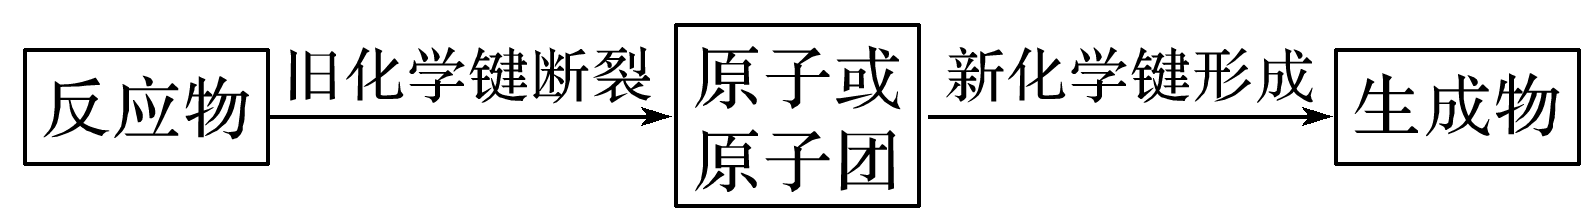 反应物
旧化学键断裂
原子或
原子团
新化学键形成
生成物